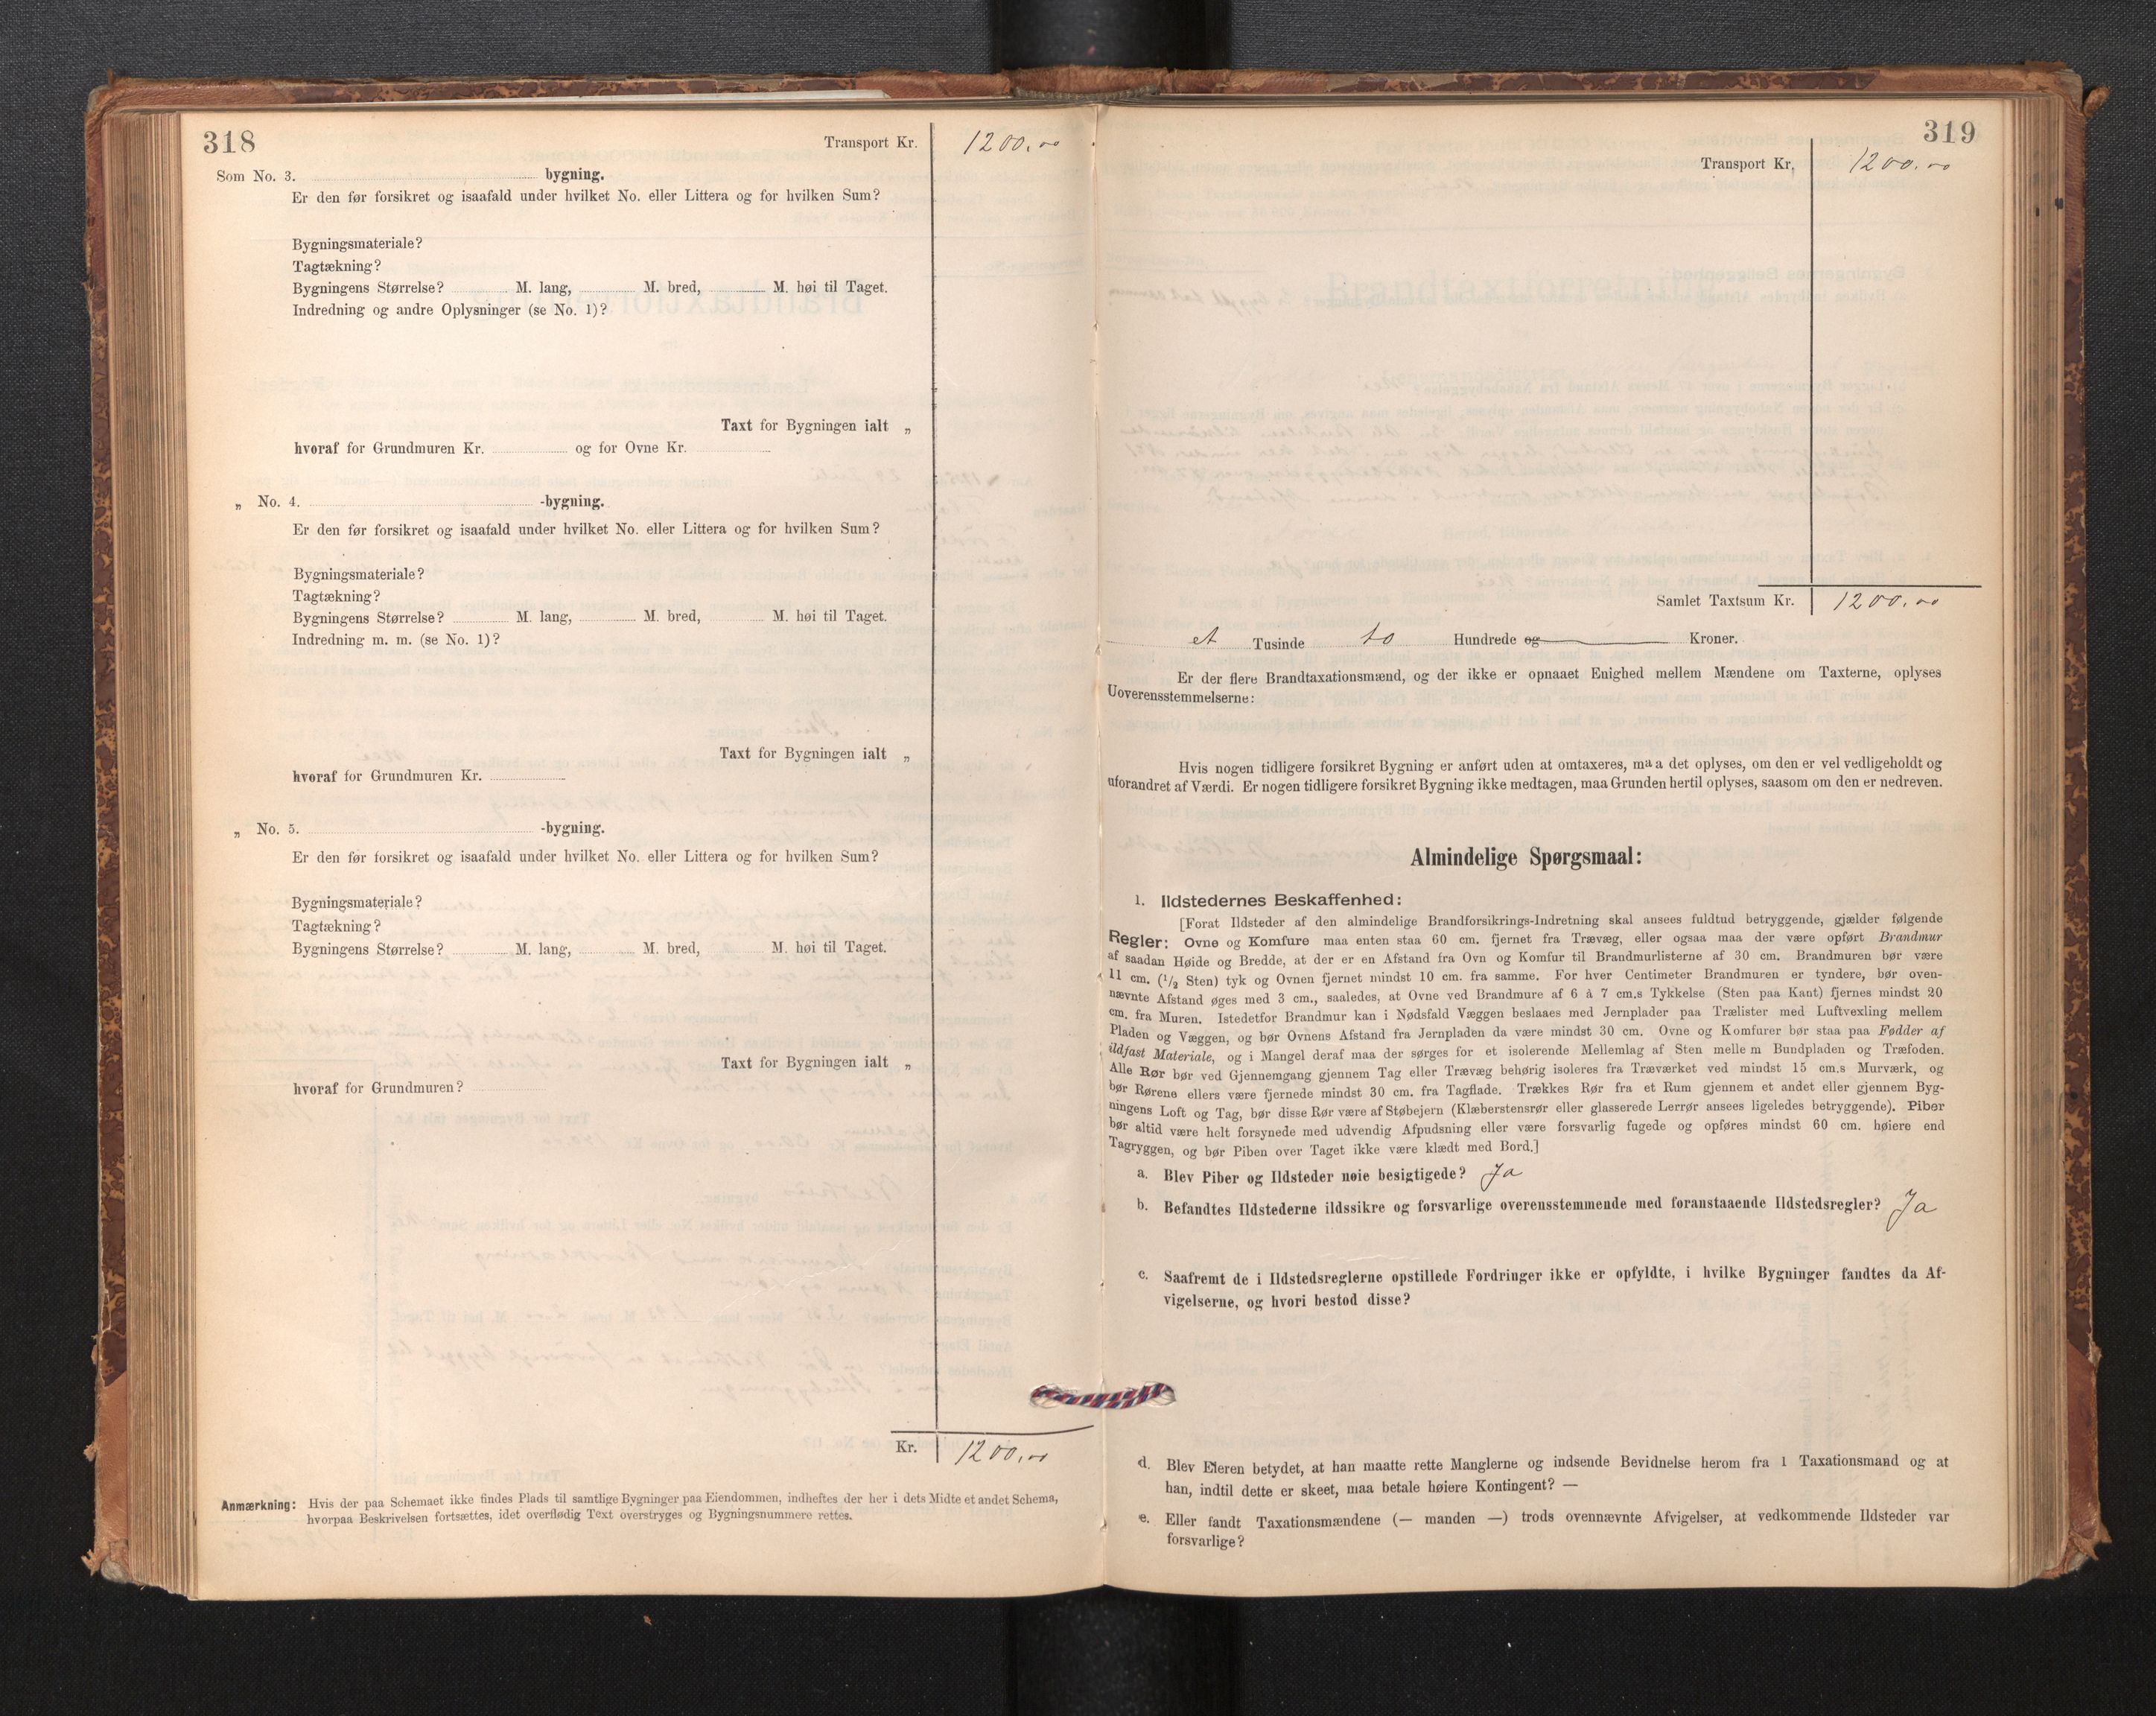 318
Transport Kr. 1200.00
Som No. 3. bygning.
Er den før forsikret og isaafald under hvilket No. eller Littera og for hvilken Sum?
Bygningsmateriale?
Tagtækning?
Bygningens Størrelse? M. lang, M. bred, M. høi til Taget.
Indredning og andre Oplysninger (se No. 1)?
Taxt for Bygningen ialt „
hvoraf for Grundmuren Kr. og for Ovne Kr.
„ No. 4. -bygning.
Er den før forsikret og isaafald under hvilket No. eller Littera og for hvilken Sum?
Bygningsmateriale?
Tagtækning?
Bygningens Størrelse? M. lang, M. bred, M. høi til Taget.
Indredning m. m. (se No. 1)?
Taxt for Bygningen ialt „
hvoraf for Grundmuren Kr.
„ No. 5. -bygning.
Er den før forsikret og isaafald under hvilket No. eller Littera og for hvilken Sum?
Bygningsmateriale?
Tagtækning?
Bygningens Størrelse? M. lang, M. bred, M. høi til Taget.
Taxt for Bygningen ialt „
hvoraf for Grundmuren?
Kr. 1200.00
Anmærkning: Hvis der paa Schemaet ikke findes Plads til samtlige Bygninger paa Eiendommen, indheftes der her i dets Midte et andet Schema,
hvorpaa Beskrivelsen fortsættes, idet overflødig Text overstryges og Bygningsnummere rettes.
319
Transport Kr. 1200.00
Samlet Taxtsum Kr. 1200.00
et Tusinde to Hundrede og Kroner.
Er der flere Brandtaxationsmænd, og der ikke er opnaaet Enighed mellem Mændene om Taxterne, oplyses
Uoverensstemmelserne:
Hvis nogen tidligere forsikret Bygning er anført uden at omtaxeres, maa det oplyses, om den er vel vedligeholdt og
uforandret af Værdi. Er nogen tidligere forsikret Bygning ikke medtagen, maa Grunden hertil oplyses, saasom om den er nedreven.
Almindelige Spørgsmaal:
1. Ildstedernes Beskaffenhed:
[Forat Ildsteder af den almindelige Brandforsikrings-Indretning skal ansees fuldtud betryggende, gjælder følgende
Regler: Ovne og Komfure maa enten staa 60 cm. fjernet fra Trævæg, eller ogsaa maa der være opført Brandmur
af saadan Høide og Bredde, at der er en Afstand fra Ovn og Komfur til Brandmurlisterne af 30 cm. Brandmuren bør være
11 cm. (1/2 Sten) tyk og Ovnen fjernet mindst 10 cm. fra samme. For hver Centimeter Brandmuren er tyndere, bør oven-
nævnte Afstand øges med 3 cm., saaledes, at Ovne ved Brandmure af 6 à 7 cm.s Tykkelse (Sten paa Kant) fjernes mindst 20
cm. fra Muren. Istedetfor Brandmur kan i Nødsfald Væggen beslaaes med Jernplader paa Trælister med Luftvexling mellem
Pladen og Væggen, og bør Ovnens Afstand fra Jernpladen da være mindst 30 cm. Ovne og Komfurer bør staa paa Fødder af
ildfast Materiale, og i Mangel deraf maa der sørges for et isolerende Mellemlag af Sten mellem Bundpladen og Træfoden.
Alle Rør bør ved Gjennemgang gjennem Tag eller Trævæg behørig isoleres fra Træværket ved mindst 15 cm.s Murværk, og
bør Rørene ellers være fjernede mindst 30 cm. fra Tagflade. Trækkes Rør fra et Rum gjennem et andet eller gjennem Byg-
ningens Loft og Tag, bør disse Rør være af Støbejern (Klæberstensrør eller glasserede Lerrør ansees ligeledes betryggende). Piber
bør altid være helt forsynede med udvendig Afpudsning eller være forsvarlig fugede og opføres mindst 60 cm. høiere end
Tagryggen, og bør Piben over Taget ikke være klædt med Bord.]
a. Blev Piber og Ildsteder nøie besigtigede? Ja
b. Befandtes Ildstederne ildssikre og forsvarlige overensstemmende med foranstaaende Ildstedsregler? Ja
c. Saafremt de i Ildstedsreglerne opstillede Fordringer ikke er opfyldte, i hvilke Bygninger fandtes da Af-
vigelserne, og hvori bestod disse?
d. Blev Eieren betydet, at han maatte rette Manglerne og indsende Bevidnelse herom fra 1 Taxationsmand og at
han, indtil dette er skeet, maa betale høiere Kontingent? —
e. Eller fandt Taxationsmændene (— manden —) trods ovennævnte Afvigelser, at vedkommende Ildsteder var
forsvarlige?